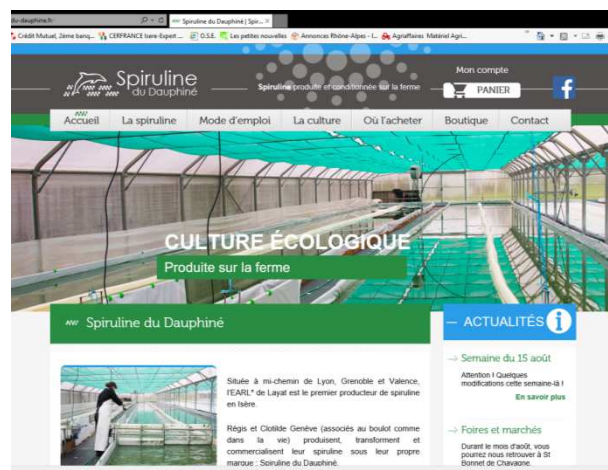 du-dauphine.fr
Spiruline du Dauphiné | Spir...
Crédit Mutuel, 2ème banq...
CERFRANCE Isere-Expert ...
O.S.E.
Les petites nouvelles
Annonces Rhône-Alpes - L...
Agraffaires Matériel Agri...
Spiruline
du Dauphiné
Spiruline produite et conditionnée sur la ferme
Mon compte
PANIER
f
Accueil
La spiruline
Mode d'emploi
La culture
Où l'acheter
Boutique
Contact
CULTURE ÉCOLOGIQUE
Produite sur la ferme
Spiruline du Dauphiné
Située à mi-chemin de Lyon, Grenoble et Valence,
l'EARL* de Layat est le premier producteur de spiruline
en Isère.
Régis et Clotilde Genève (associés au boulot comme
dans la vie) produisent, transforment et
commercialisent leur spiruline sous leur propre
marque : Spiruline du Dauphiné.
ACTUALITÉS
i
→ Semaine du 15 août
Attention ! Quelques
modifications cette semaine-là !
En savoir plus
→ Foires et marchés
Durant le mois d'août, vous
pourrez nous retrouver à St
Bonnet de Chavagne.